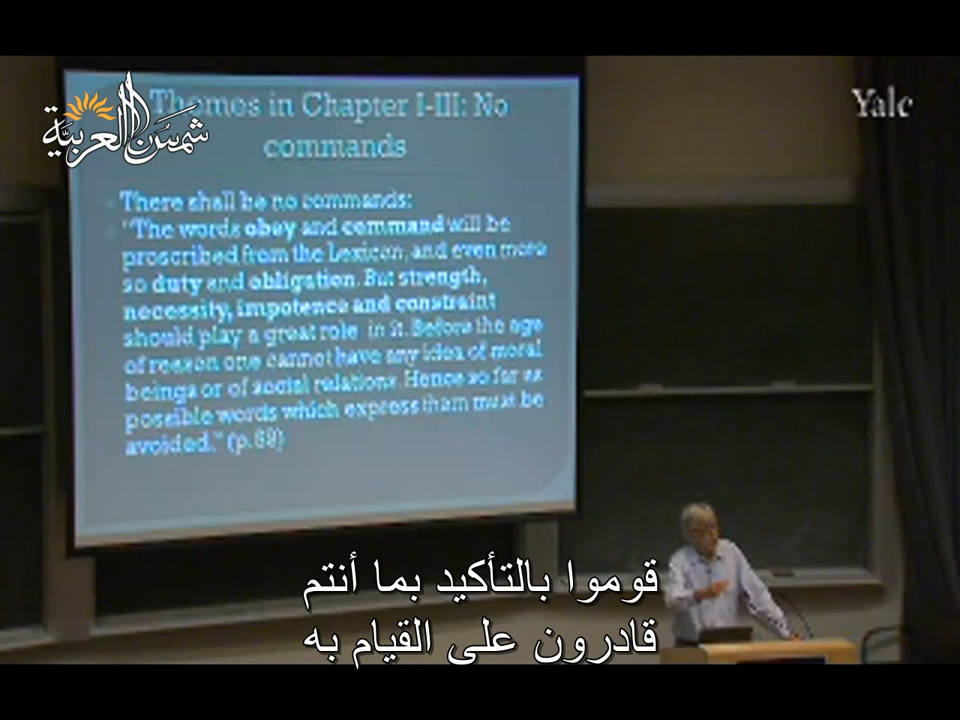 شمس العربية
Yale
Themes in Chapter I-III: No
commands
There shall be no commands:
"The words obey and command will be
proscribed from the Lexicon, and even more
so duty and obligation. But strength,
necessity, impotence and constraint
should play a great role in it. Before the age
of reason one cannot have any idea of moral
beings or of social relations. Hence so far as
possible words which express them must be
avoided." (p.89)
قوموا بالتأكيد بما أنتم
قادرون على القيام به